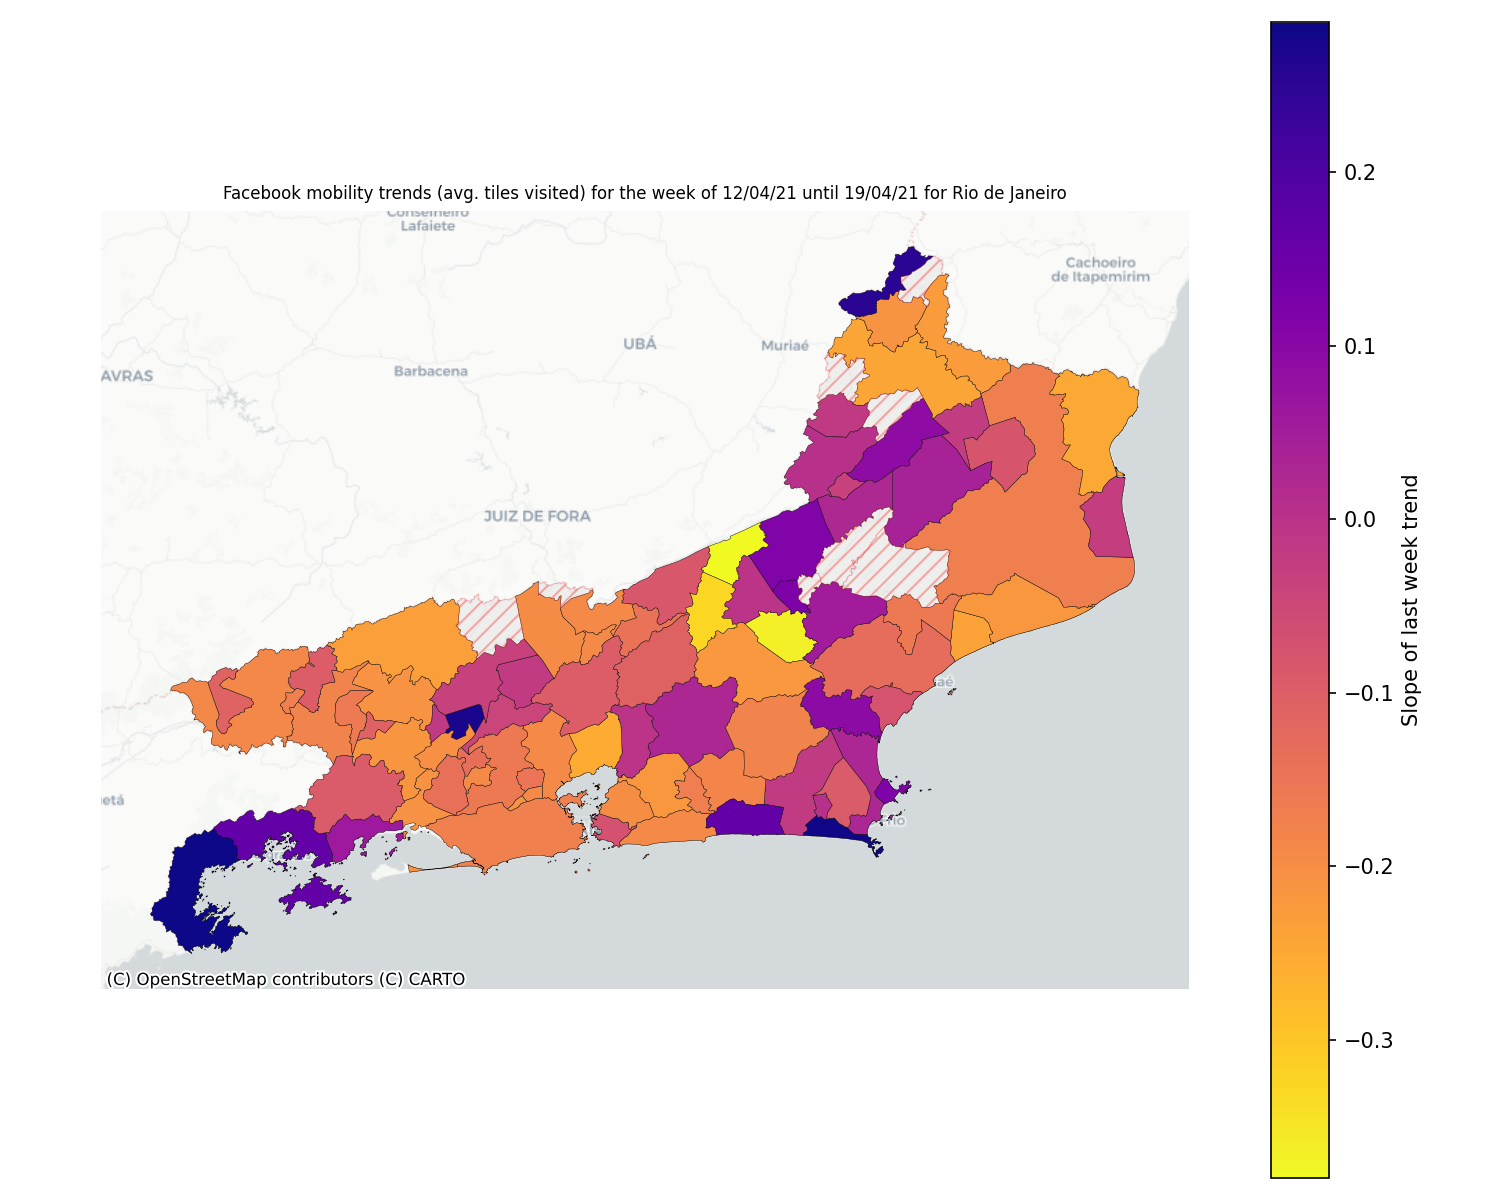 Facebook mobility trends (avg. tiles visited) for the week of 12/04/21 until 19/04/21 for Rio de Janeiro
Conselheiro
Lafaiete
Cachoeiro
de Itapemirim
UBÁ
Muriaé
AVRAS
Barbacena
JUIZ DE FORA
aé
etá
(C) OpenStreetMap contributors (C) CARTO
0.2
0.1
0.0
−0.1
−0.2
−0.3
Slope of last week trend